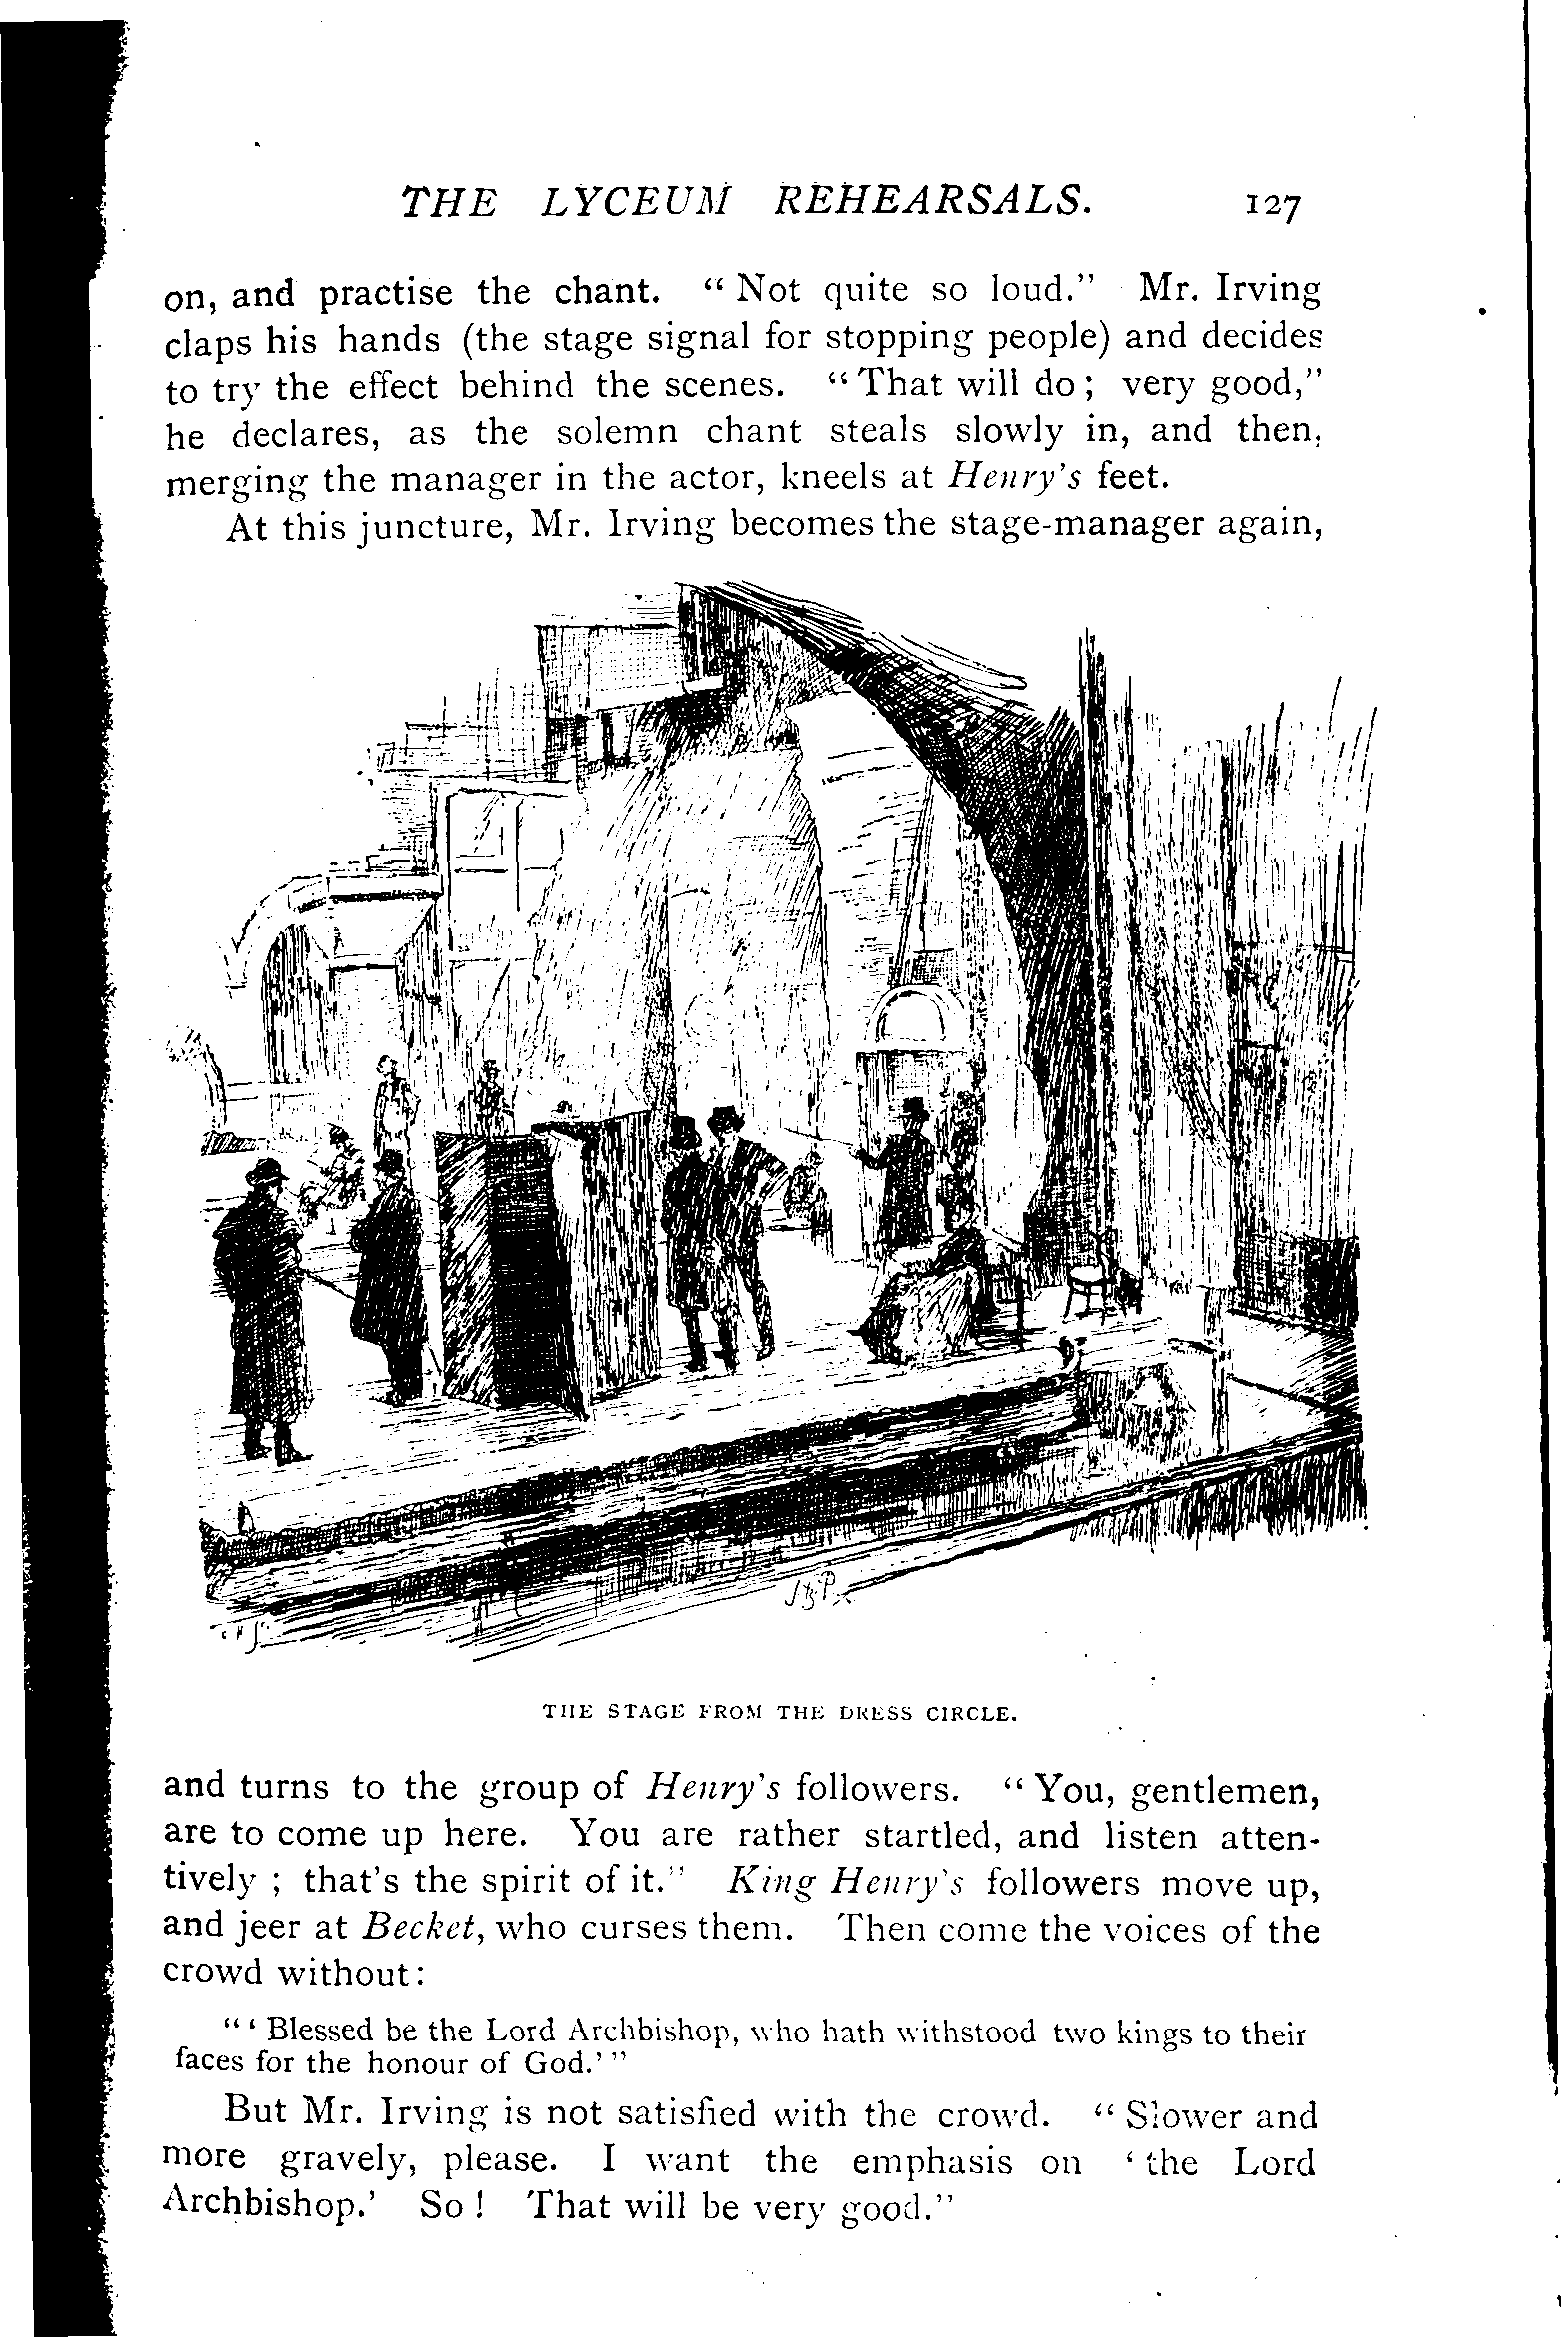 THE LYCEUM REHEARSALS. 127
on, and practise the chant. “Not quite so loud.” Mr. Irving
claps his hands (the stage signal for stopping people) and decides
to try the effect behind the scenes. “That will do; very good,”
he declares, as the solemn chant steals slowly in, and then,
merging the manager in the actor, kneels at Henry's feet.
At this juncture, Mr. Irving becomes the stage-manager again,
THE STAGE FROM THE DRESS CIRCLE.
and turns to the group of Henry's followers. “You, gentlemen,
are to come up here. You are rather startled, and listen atten-
tively; that's the spirit of it.” King Henry's followers move up,
and jeer at Becket, who curses them. Then come the voices of the
crowd without:
“‘Blessed be the Lord Archbishop, who hath withstood two kings to their
faces for the honour of God.’”
But Mr. Irving is not satisfied with the crowd. “Slower and
more gravely, please. I want the emphasis on ‘the Lord
Archbishop.’ So! That will be very good.”